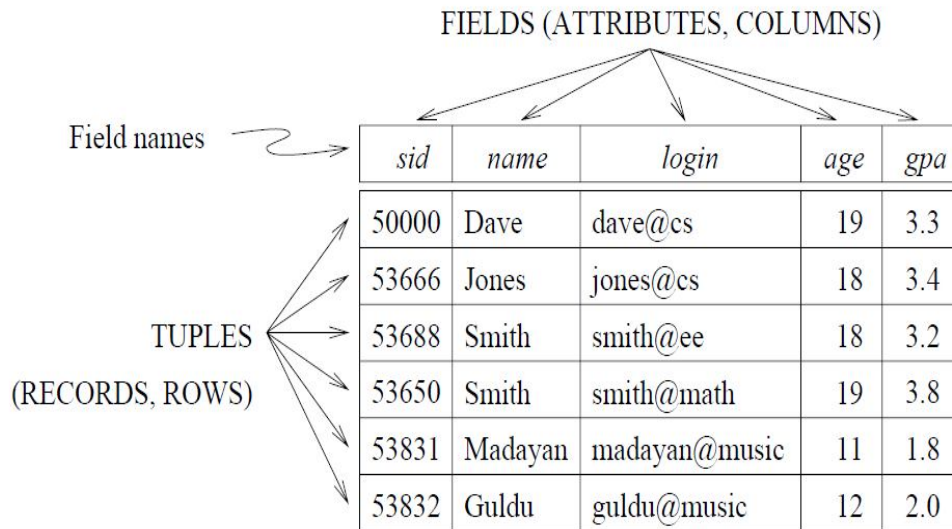 FIELDS (ATTRIBUTES, COLUMNS)
Field names
sid name login age gpa
50000 Dave dave@cs 19 3.3
53666 Jones jones@cs 18 3.4
53688 Smith smith@ee 18 3.2
TUPLES
53650 Smith smith@math 19 3.8
(RECORDS, ROWS)
53831 Madayan madayan@music 11 1.8
53832 Guldu guldu@music 12 2.0